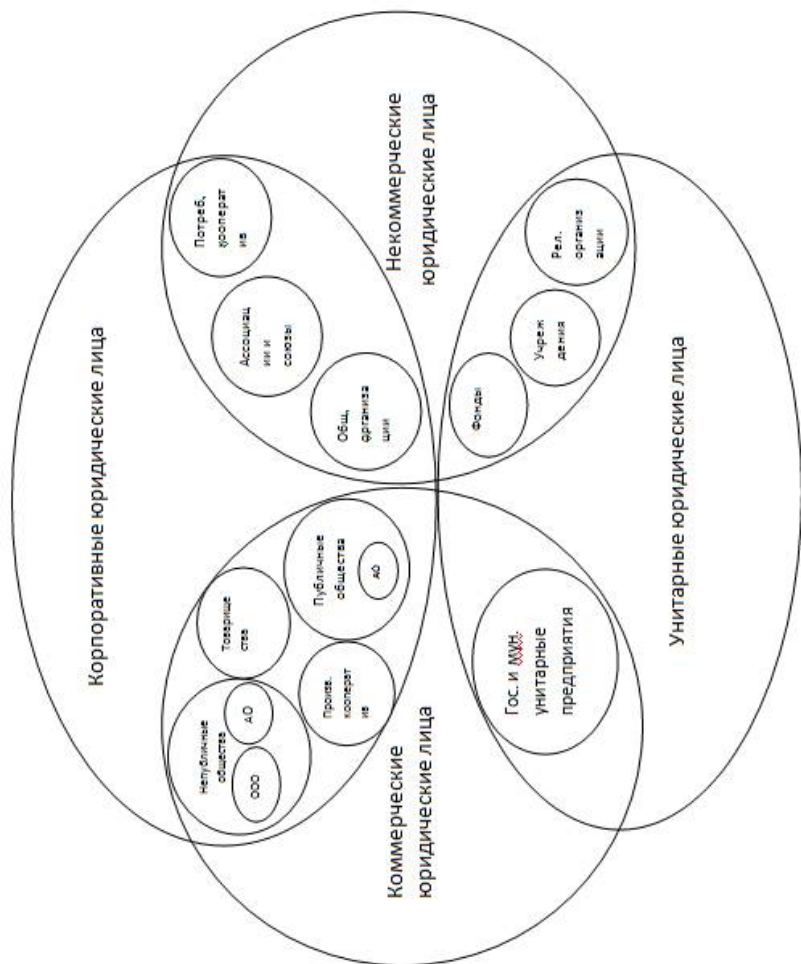 Корпоративные юридические лица
Непубличные
общества
ООО
АО
Товарище
ства
Произв.
кооперат
ив
Публичные
общества
АО
Общ,
организа
ции
Ассоциац
ии и
союзы
Потреб,
кооперат
ив
Коммерческие
юридические лица
Некоммерческие
юридические лица
Гос. и мун.
унитарные
предприятия
Фонды
Учреж
дения
Рел.
организ
ации
Унитарные юридические лица